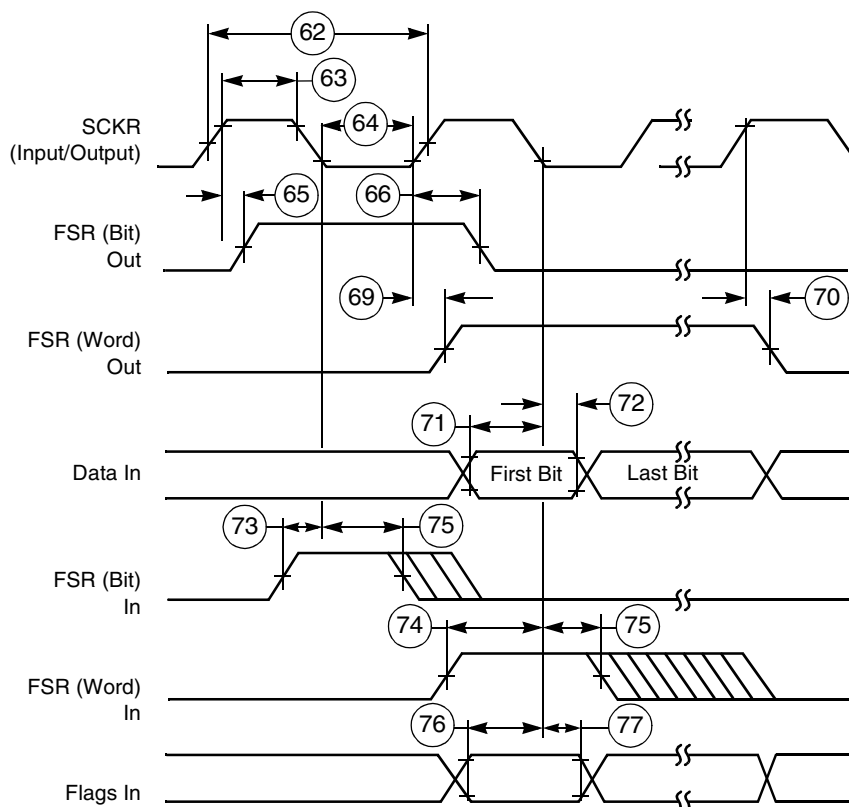 62
63
SCKR
(Input/Output)
64
65
66
FSR (Bit)
Out
69
70
FSR (Word)
Out
71
72
Data In
First Bit
Last Bit
73
75
FSR (Bit)
In
74
75
FSR (Word)
In
76
77
Flags In